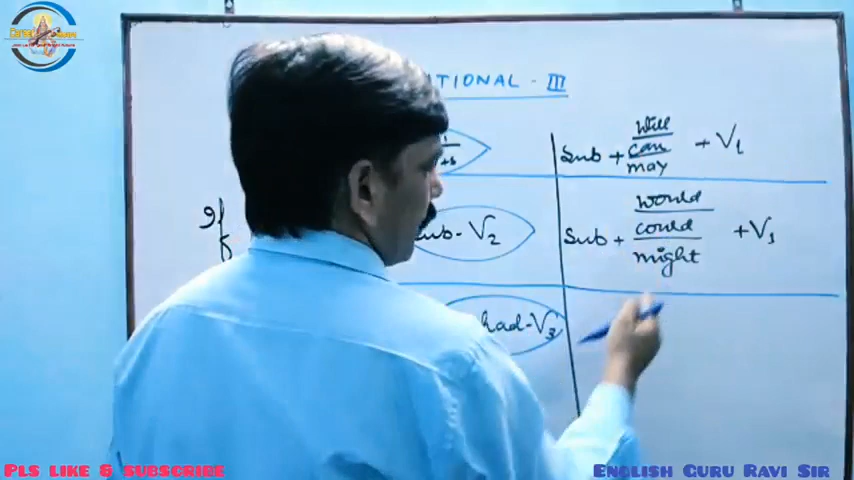 ITIONAL - III
Sub + will + V1
can
may
If
Sub - V2
Sub + would + V1
could
might
had - V3
PLS LIKE & SUBSCRIBE
ENGLISH GURU RAVI SIR